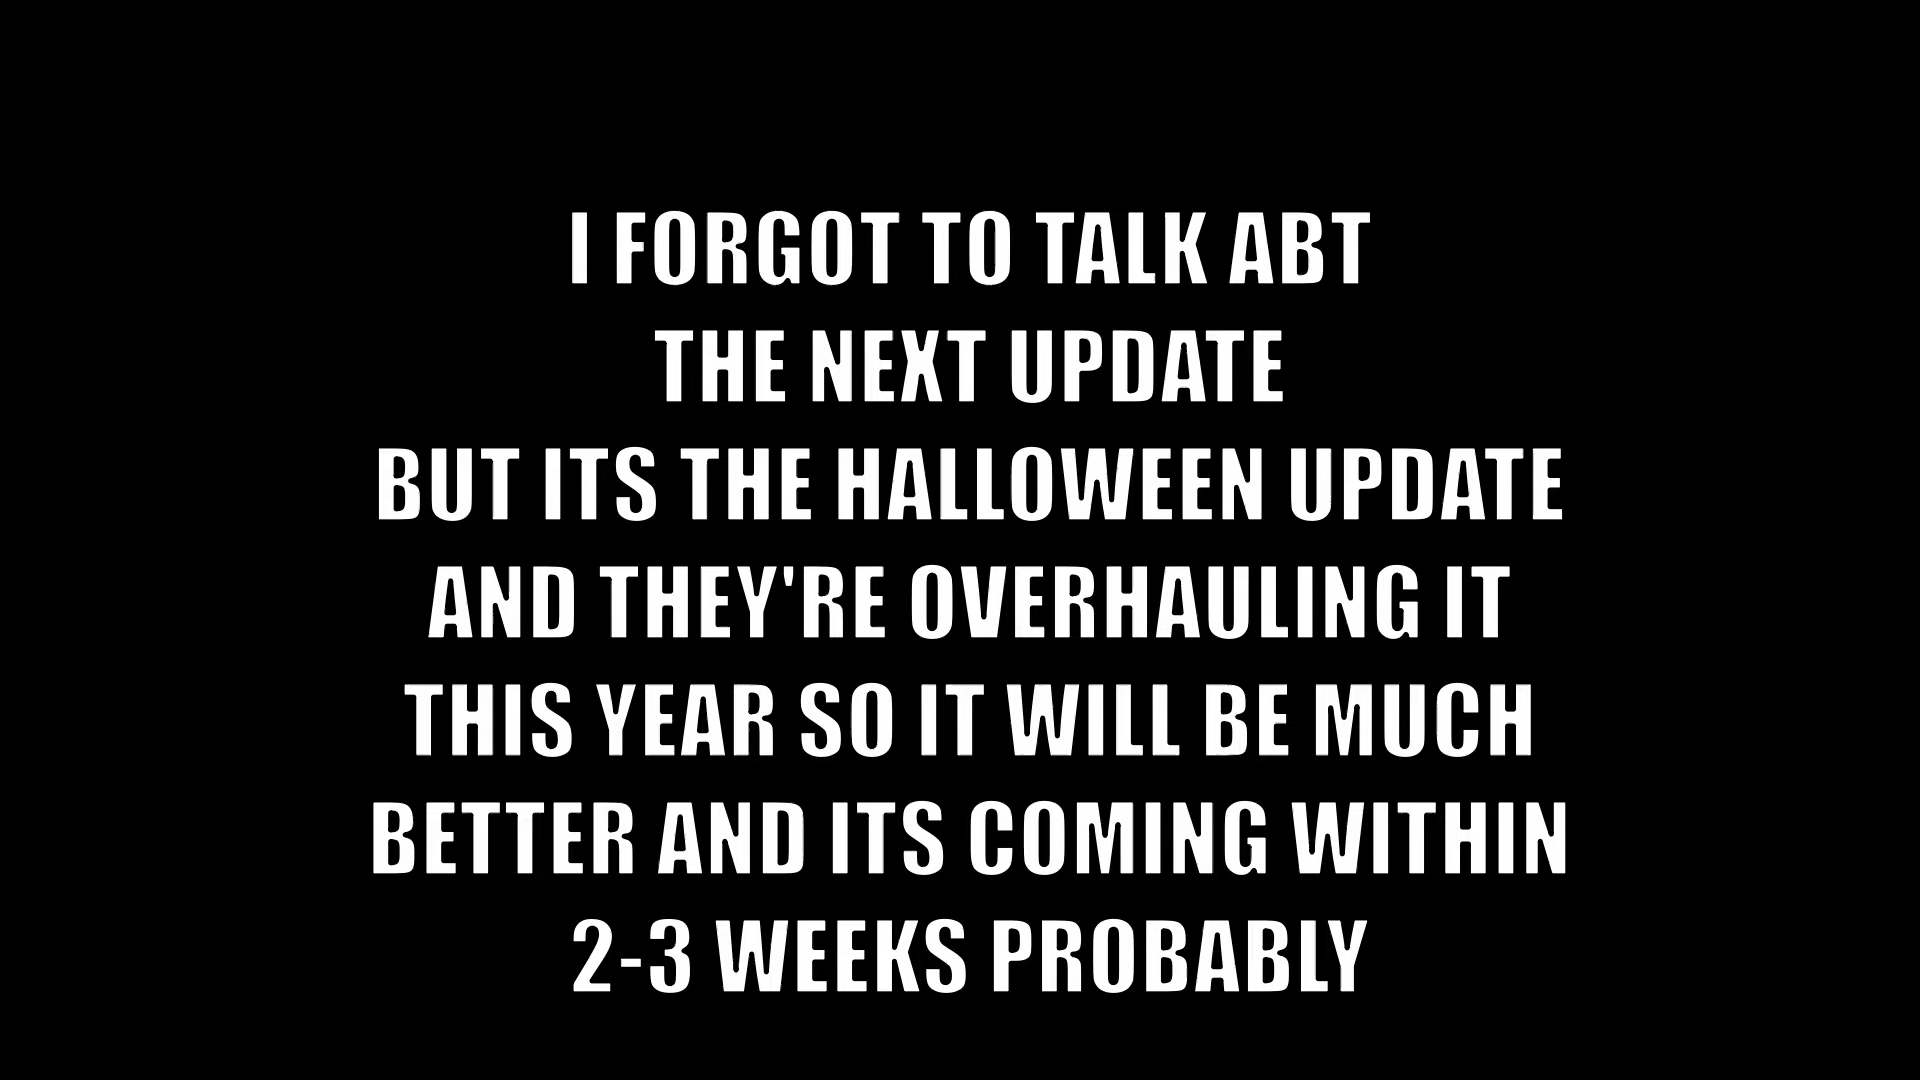 I FORGOT TO TALK ABT
THE NEXT UPDATE
BUT ITS THE HALLOWEEN UPDATE
AND THEY'RE OVERHAULING IT
THIS YEAR SO IT WILL BE MUCH
BETTER AND ITS COMING WITHIN
2-3 WEEKS PROBABLY